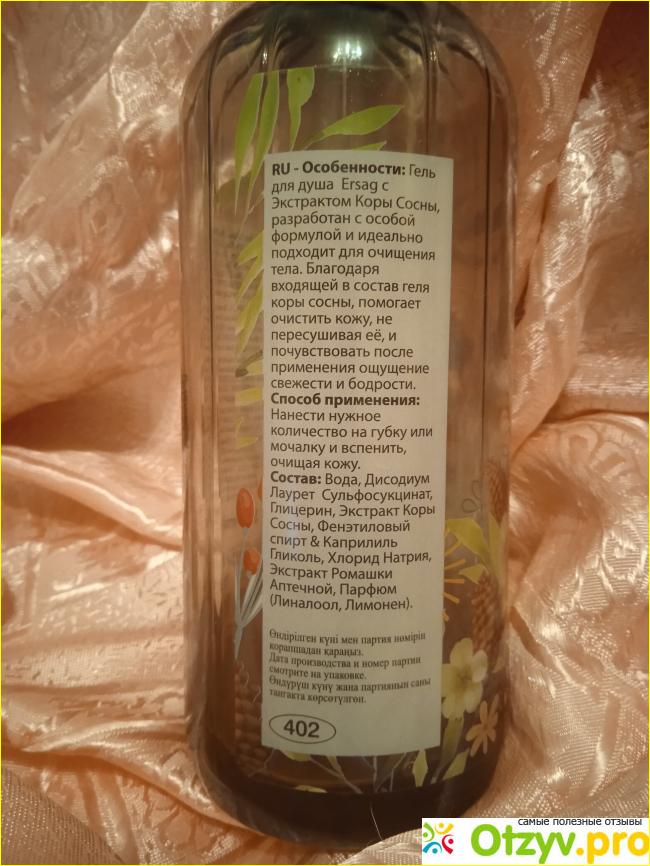 RU - Особенности: Гель
для душа Ersag с
Экстрактом Коры Сосны,
разработан с особой
формулой и идеально
подходит для очищения
тела. Благодаря
входящей в состав геля
коры сосны, помогает
очистить кожу, не
пересушивая её, и
почувствовать после
применения ощущение
свежести и бодрости.
Способ применения:
Нанести нужное
количество на губку или
мочалку и вспенить,
очищая кожу.
Состав: Вода, Дисодиум
Лаурет Сульфосукцинат,
Глицерин, Экстракт Коры
Сосны, Фенэтиловый
спирт & Каприлиль
Гликоль, Хлорид Натрия,
Экстракт Ромашки
Аптечной, Парфюм
(Линалоол, Лимонен).
Өндірілген күні мен партия нөмірін
қораппшадан қараңыз.
Дата производства и номер партии
смотрите на упаковке.
Өндүрүш күнү жана партиянын саны
таңгакта көрсөтүлгөн.
402
самые полезные отзывы
Otzyv.pro